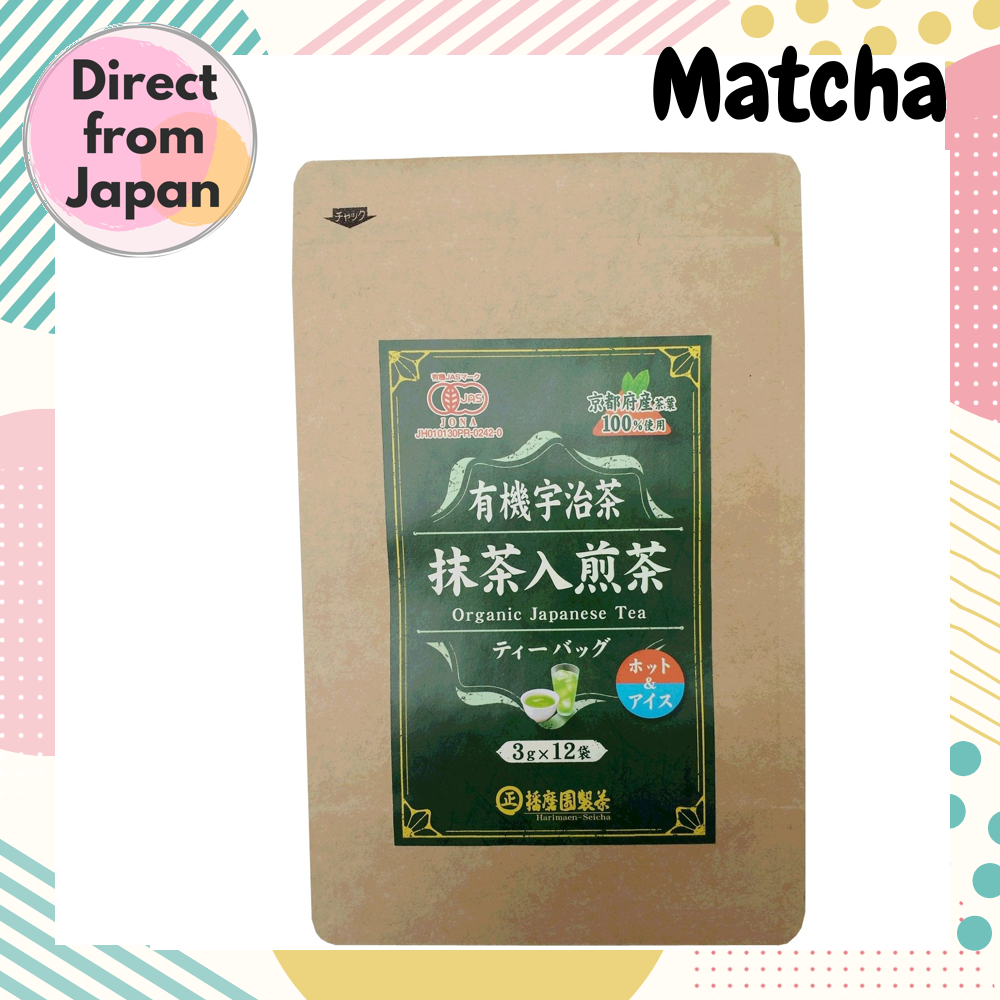 Direct
from
Japan
Matcha
チャック
有機JASマーク
JAS
JONA
JH010130PR-0242-0
京都府産茶葉
100%使用
有機宇治茶
抹茶入煎茶
Organic Japanese Tea
ティーバッグ
ホット
&
アイス
3g×12袋
正 播磨園製茶
Harimaen-Seicha